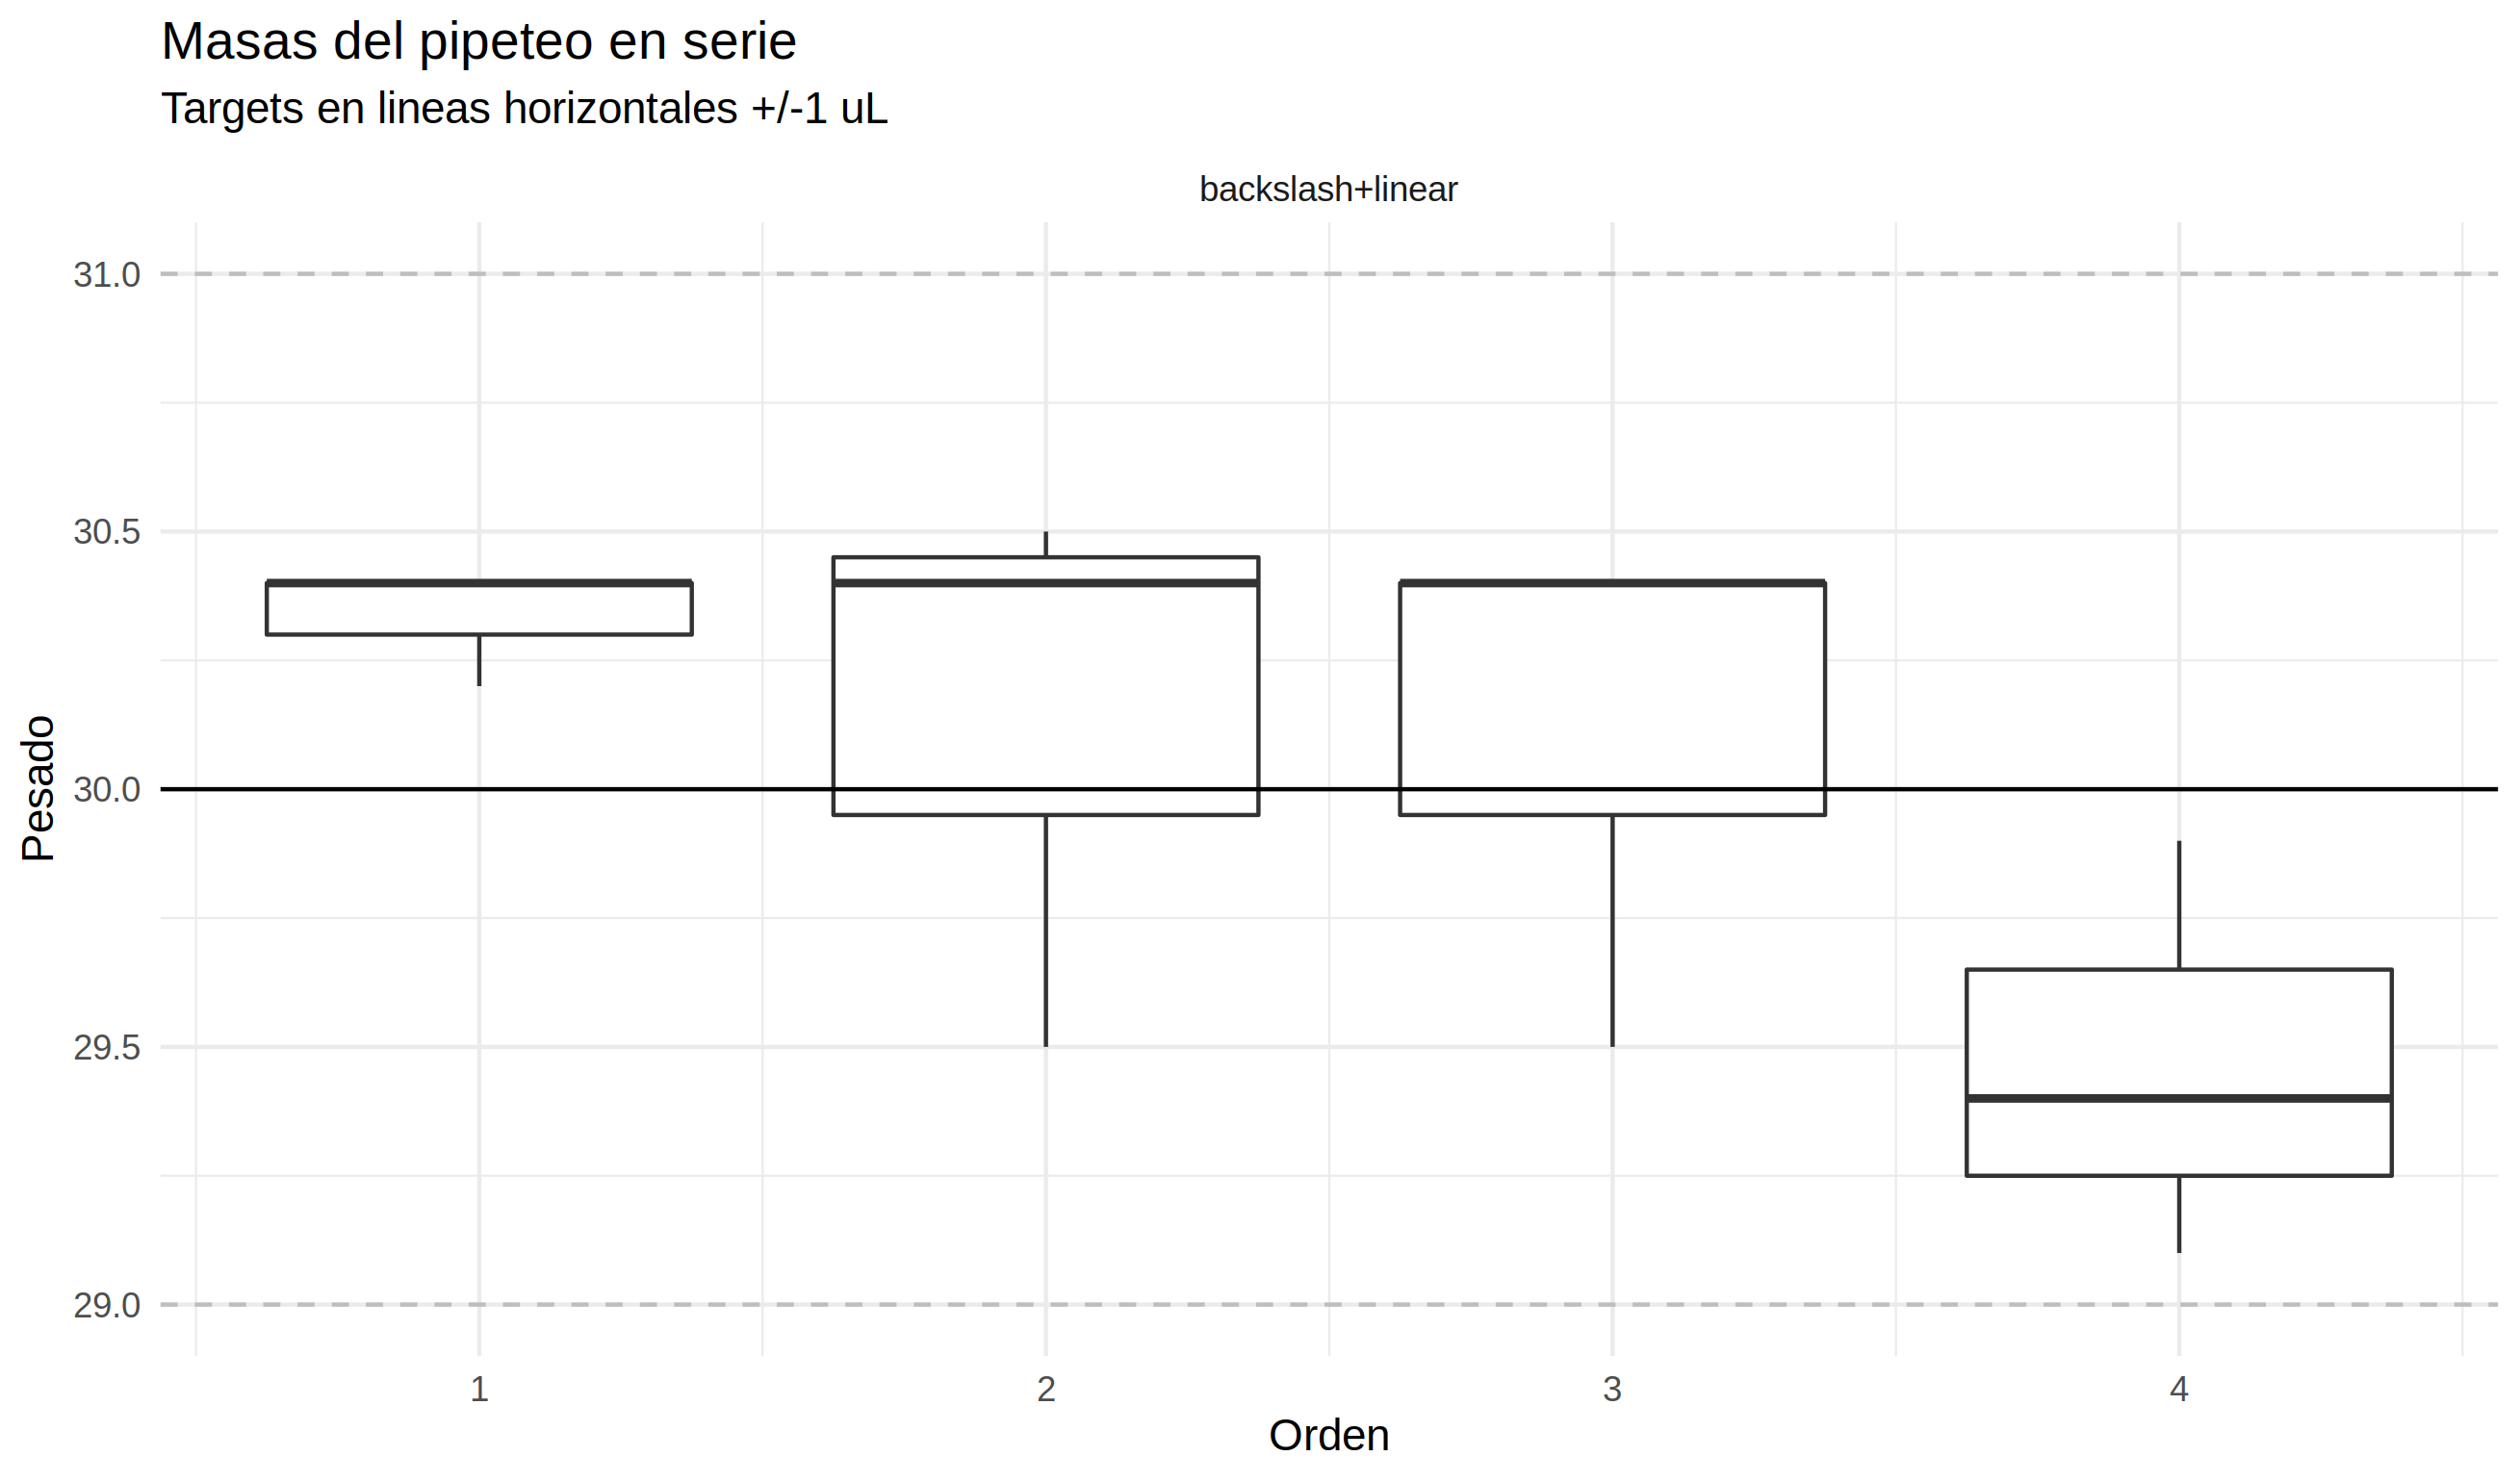 Masas del pipeteo en serie
Targets en lineas horizontales +/-1 uL
backslash+linear
31.0
30.5
30.0
29.5
29.0
Pesado
1 2 3 4
Orden